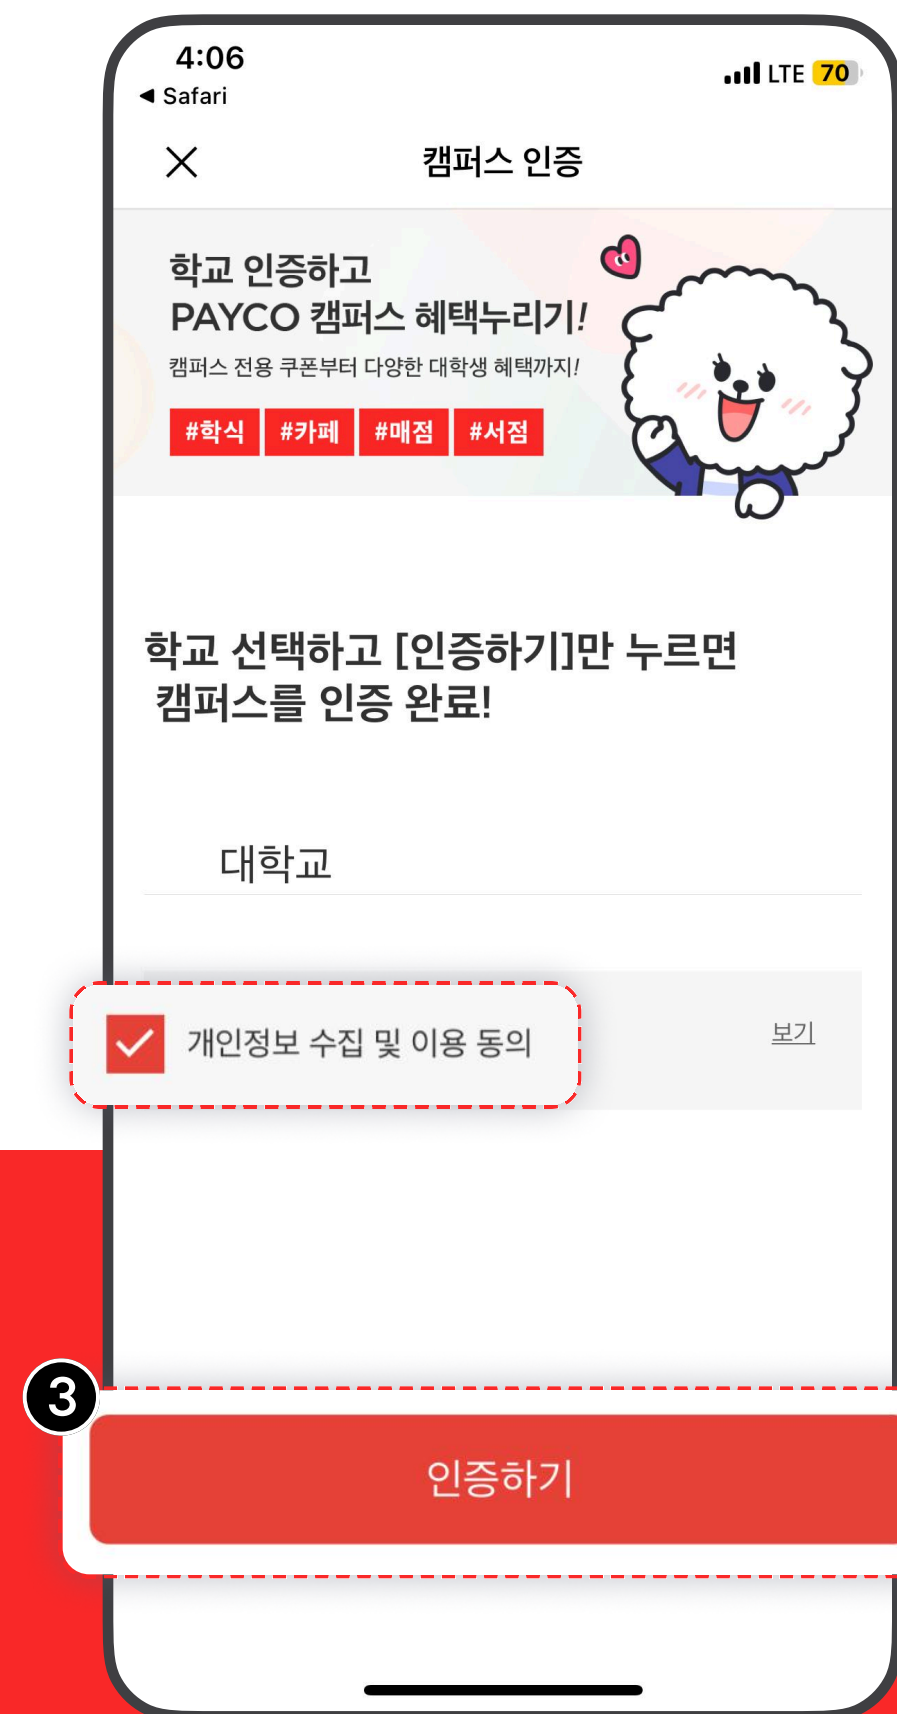 4:06
LTE 70
◀ Safari
캠퍼스 인증
학교 인증하고
PAYCO 캠퍼스 혜택누리기!
캠퍼스 전용 쿠폰부터 다양한 대학생 혜택까지!
#학식 #카페 #매점 #서점
학교 선택하고 [인증하기]만 누르면
캠퍼스를 인증 완료!
대학교
개인정보 수집 및 이용 동의
보기
3
인증하기